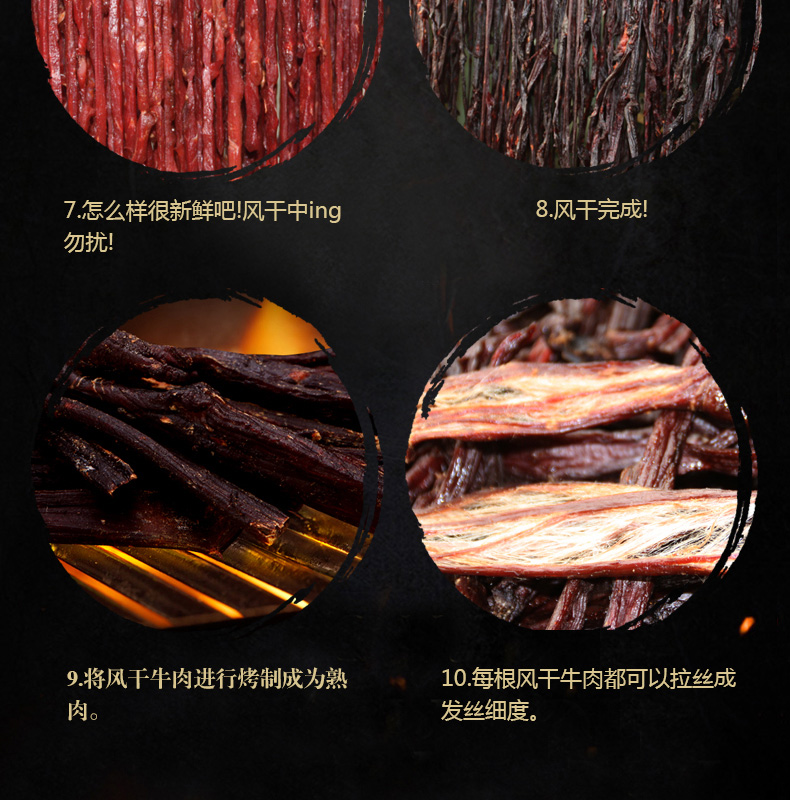 7.怎么样很新鲜吧!风干中ing
勿扰!
8.风干完成!
9.将风干牛肉进行烤制成为熟
肉。
10.每根风干牛肉都可以拉丝成
发丝细度。